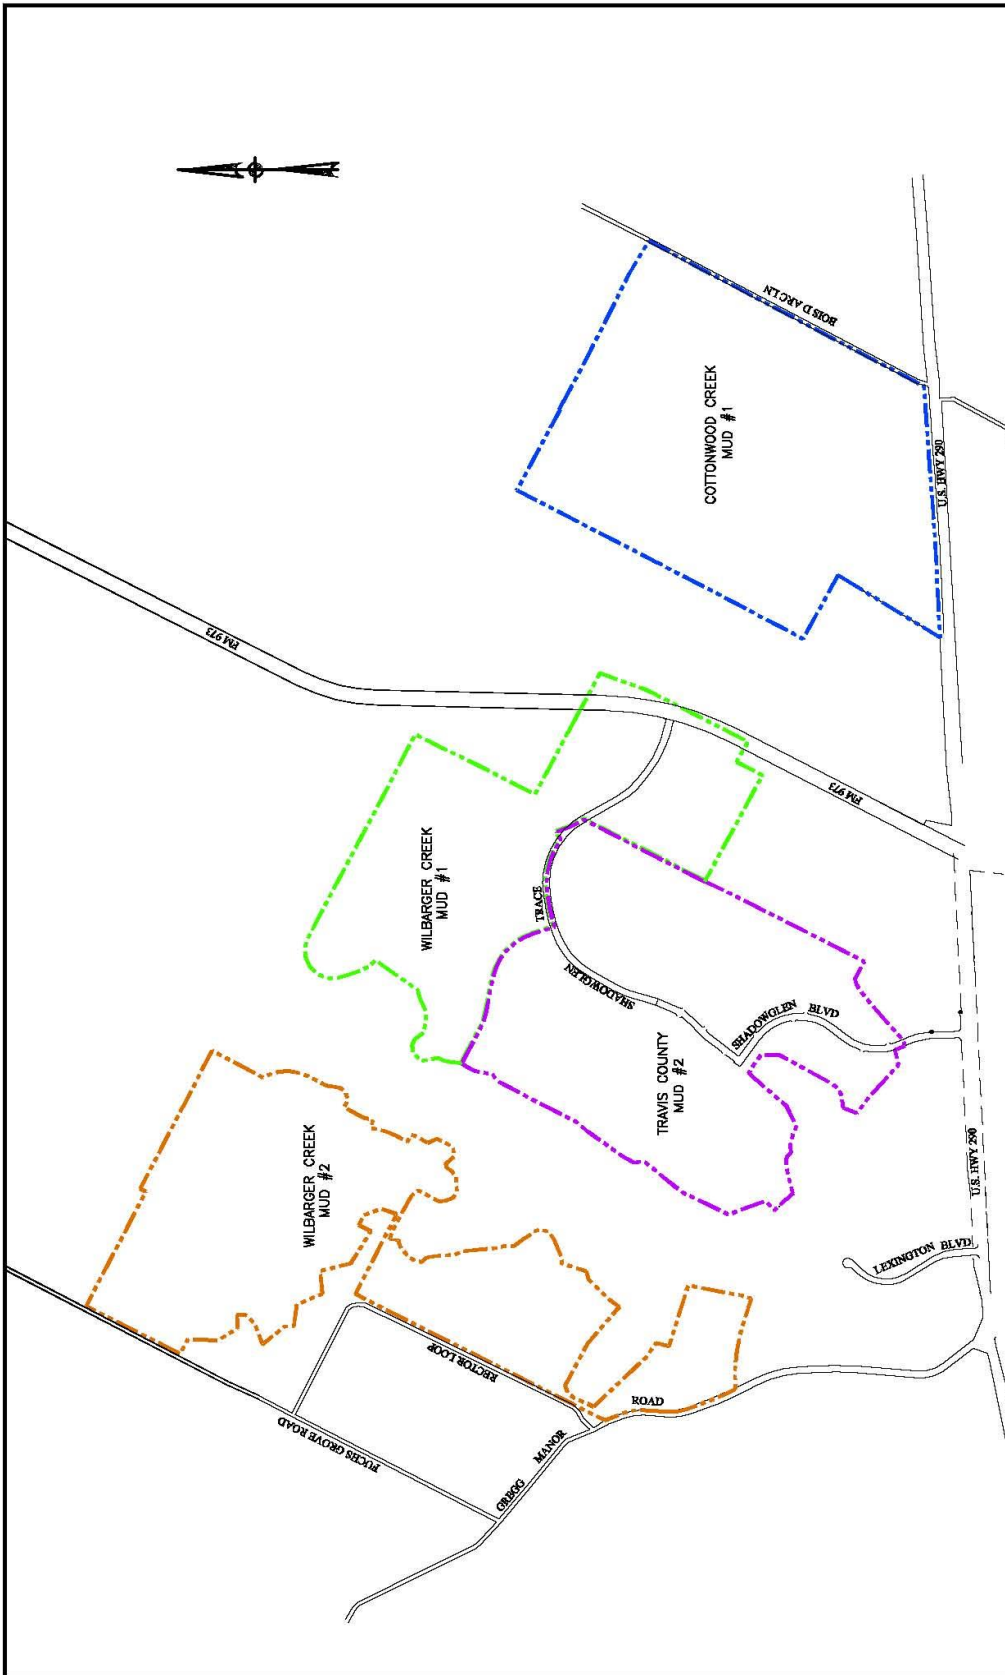 BOIS D ARC LN
COTTONWOOD CREEK
MUD #1
U.S. HWY 290
FM 973
FM 973
WILBARGER CREEK
MUD #1
TRACE
SHADOWGLEN
SHADOWGLEN BLVD
TRAVIS COUNTY
MUD #2
WILBARGER CREEK
MUD #2
U.S. HWY 290
LEXINGTON BLVD
RECTOR LOOP
ROAD
FUCHS GROVE ROAD
GREGG MANOR